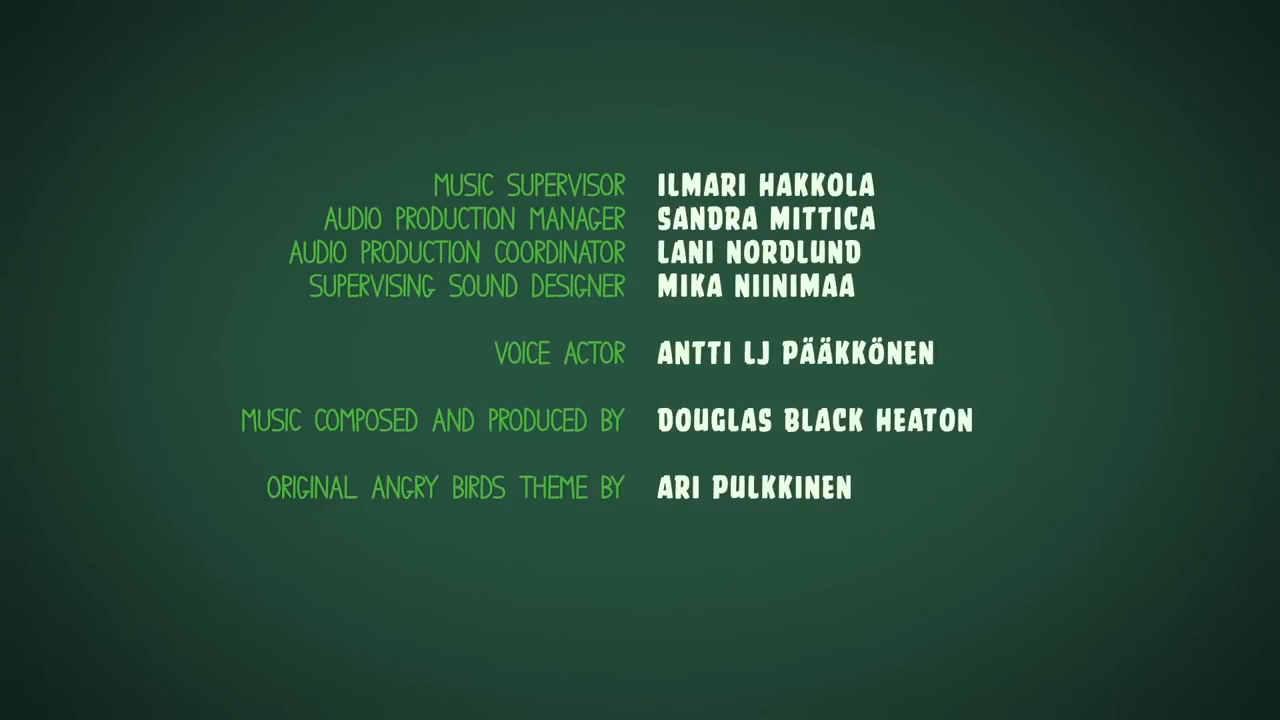 MUSIC SUPERVISOR ILMARI HAKKOLA
AUDIO PRODUCTION MANAGER SANDRA MITTICA
AUDIO PRODUCTION COORDINATOR LANI NORDLUND
SUPERVISING SOUND DESIGNER MIKA NIINIMAA
VOICE ACTOR ANTTI LJ PÄÄKKÖNEN
MUSIC COMPOSED AND PRODUCED BY DOUGLAS BLACK HEATON
ORIGINAL ANGRY BIRDS THEME BY ARI PULKKINEN